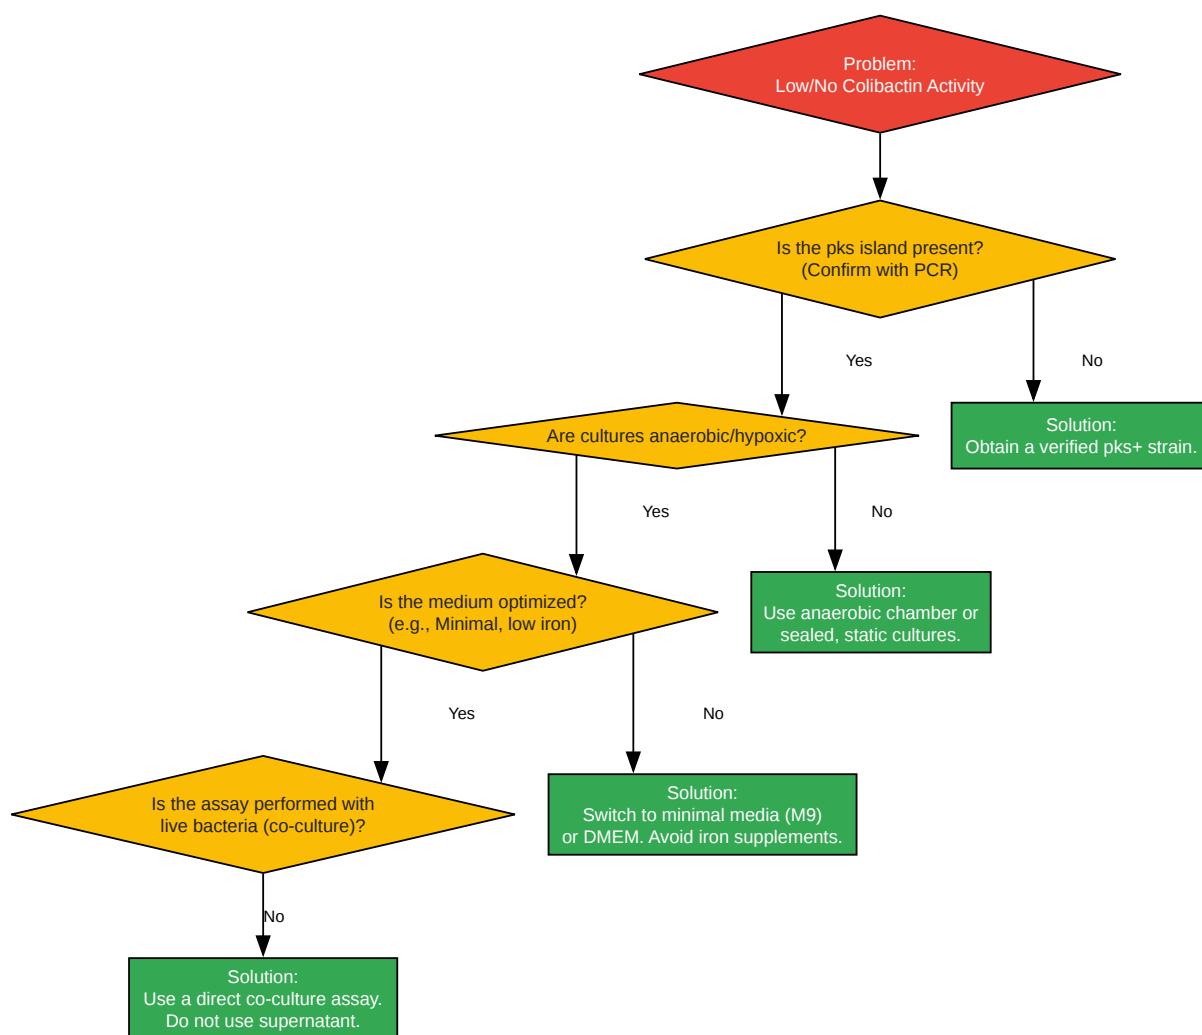 Problem:
Low/No Colibactin Activity
Is the pks island present?
(Confirm with PCR)
Yes
No
Are cultures anaerobic/hypoxic?
Solution:
Obtain a verified pks+ strain.
Yes
No
Is the medium optimized?
(e.g., Minimal, low iron)
Solution:
Use anaerobic chamber or
sealed, static cultures.
Yes
No
Is the assay performed with
live bacteria (co-culture)?
Solution:
Switch to minimal media (M9)
or DMEM. Avoid iron supplements.
No
Solution:
Use a direct co-culture assay.
Do not use supernatant.